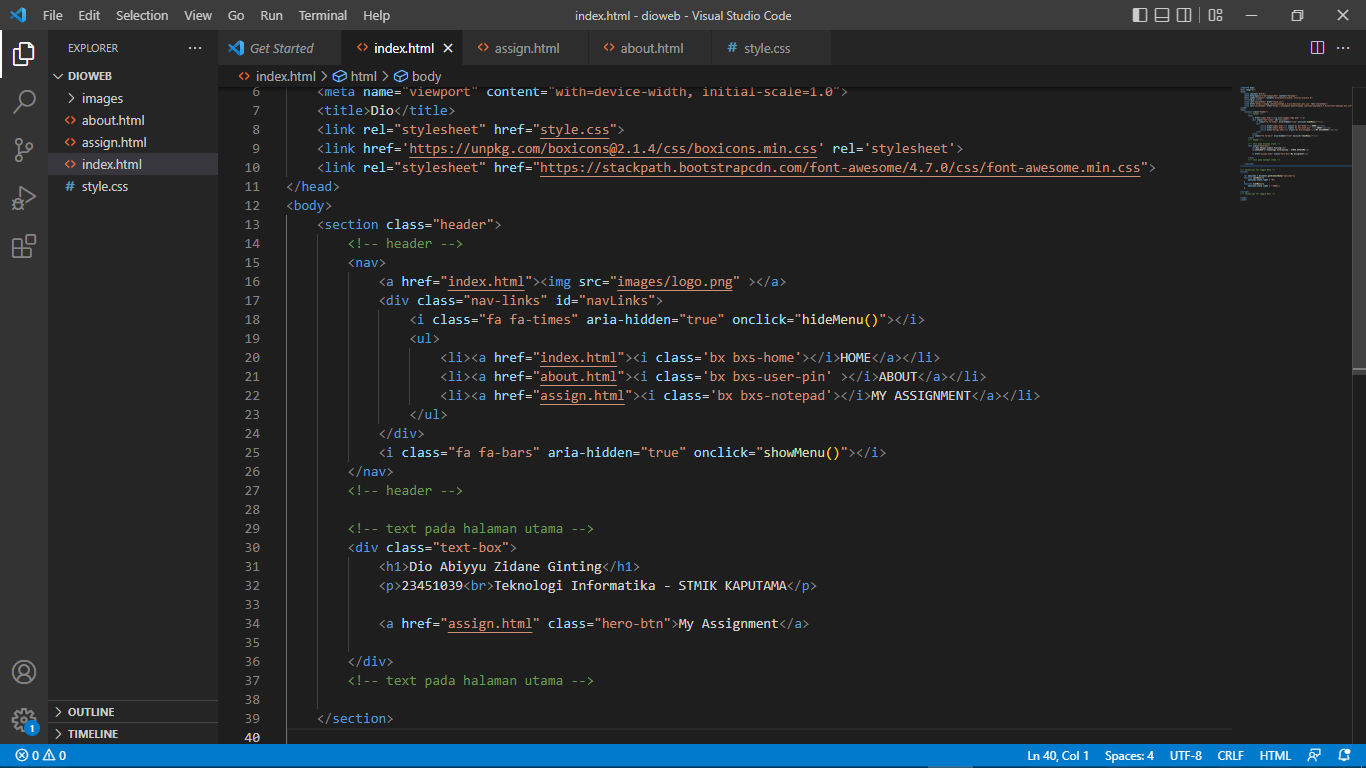 File Edit Selection View Go Run Terminal Help index.html - dioweb - Visual Studio Code
EXPLORER
DIOWEB
images
about.html
assign.html
index.html
style.css
OUTLINE
TIMELINE
Get Started index.html assign.html about.html style.css
index.html > html > body
6 <meta name="viewport" content="with=device-width, initial-scale=1.0">
7 <title>Dio</title>
8 <link rel="stylesheet" href="style.css">
9 <link href='https://unpkg.com/boxicons@2.1.4/css/boxicons.min.css' rel='stylesheet'>
10 <link rel="stylesheet" href="https://stackpath.bootstrapcdn.com/font-awesome/4.7.0/css/font-awesome.min.css">
11 </head>
12 <body>
13 <section class="header">
14 <!-- header -->
15 <nav>
16 <a href="index.html"><img src="images/logo.png" ></a>
17 <div class="nav-links" id="navLinks">
18 <i class="fa fa-times" aria-hidden="true" onclick="hideMenu()"></i>
19 <ul>
20 <li><a href="index.html"><i class='bx bxs-home'></i>HOME</a></li>
21 <li><a href="about.html"><i class='bx bxs-user-pin' ></i>ABOUT</a></li>
22 <li><a href="assign.html"><i class='bx bxs-notepad'></i>MY ASSIGNMENT</a></li>
23 </ul>
24 </div>
25 <i class="fa fa-bars" aria-hidden="true" onclick="showMenu()"></i>
26 </nav>
27 <!-- header -->
28
29 <!-- text pada halaman utama -->
30 <div class="text-box">
31 <h1>Dio Abiyyu Zidane Ginting</h1>
32 <p>23451039<br>Teknologi Informatika - STMIK KAPUTAMA</p>
33
34 <a href="assign.html" class="hero-btn">My Assignment</a>
35
36 </div>
37 <!-- text pada halaman utama -->
38
39 </section>
40
1
0 0 Ln 40, Col 1 Spaces: 4 UTF-8 CRLF HTML